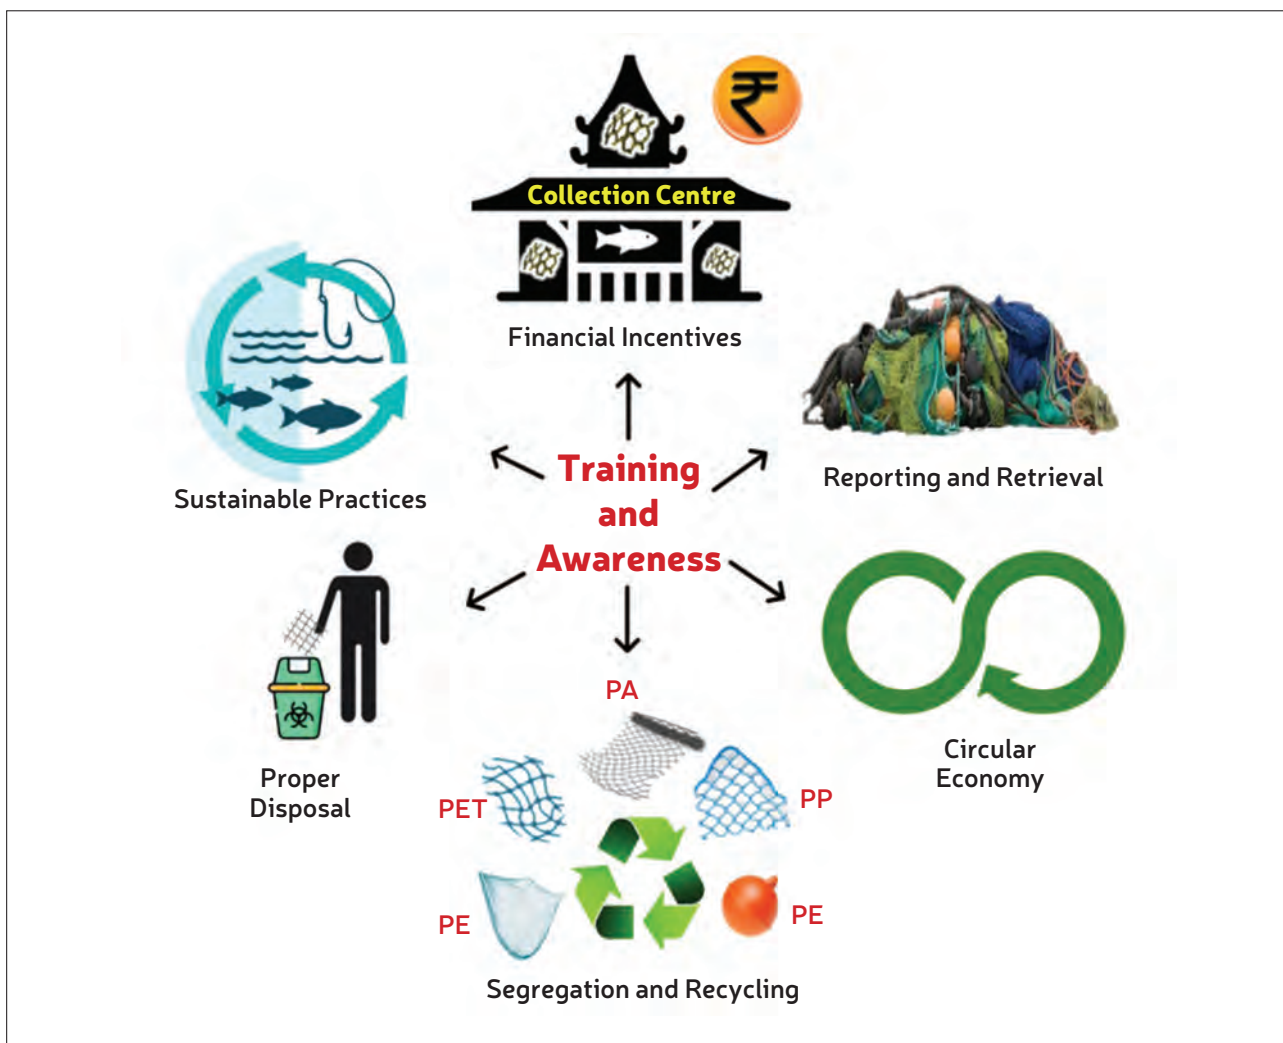 ₹
Collection Centre
Financial Incentives
Sustainable Practices
Reporting and Retrieval
Training
and
Awareness
Proper
Disposal
Circular
Economy
PA
PET
PP
PE
PE
Segregation and Recycling